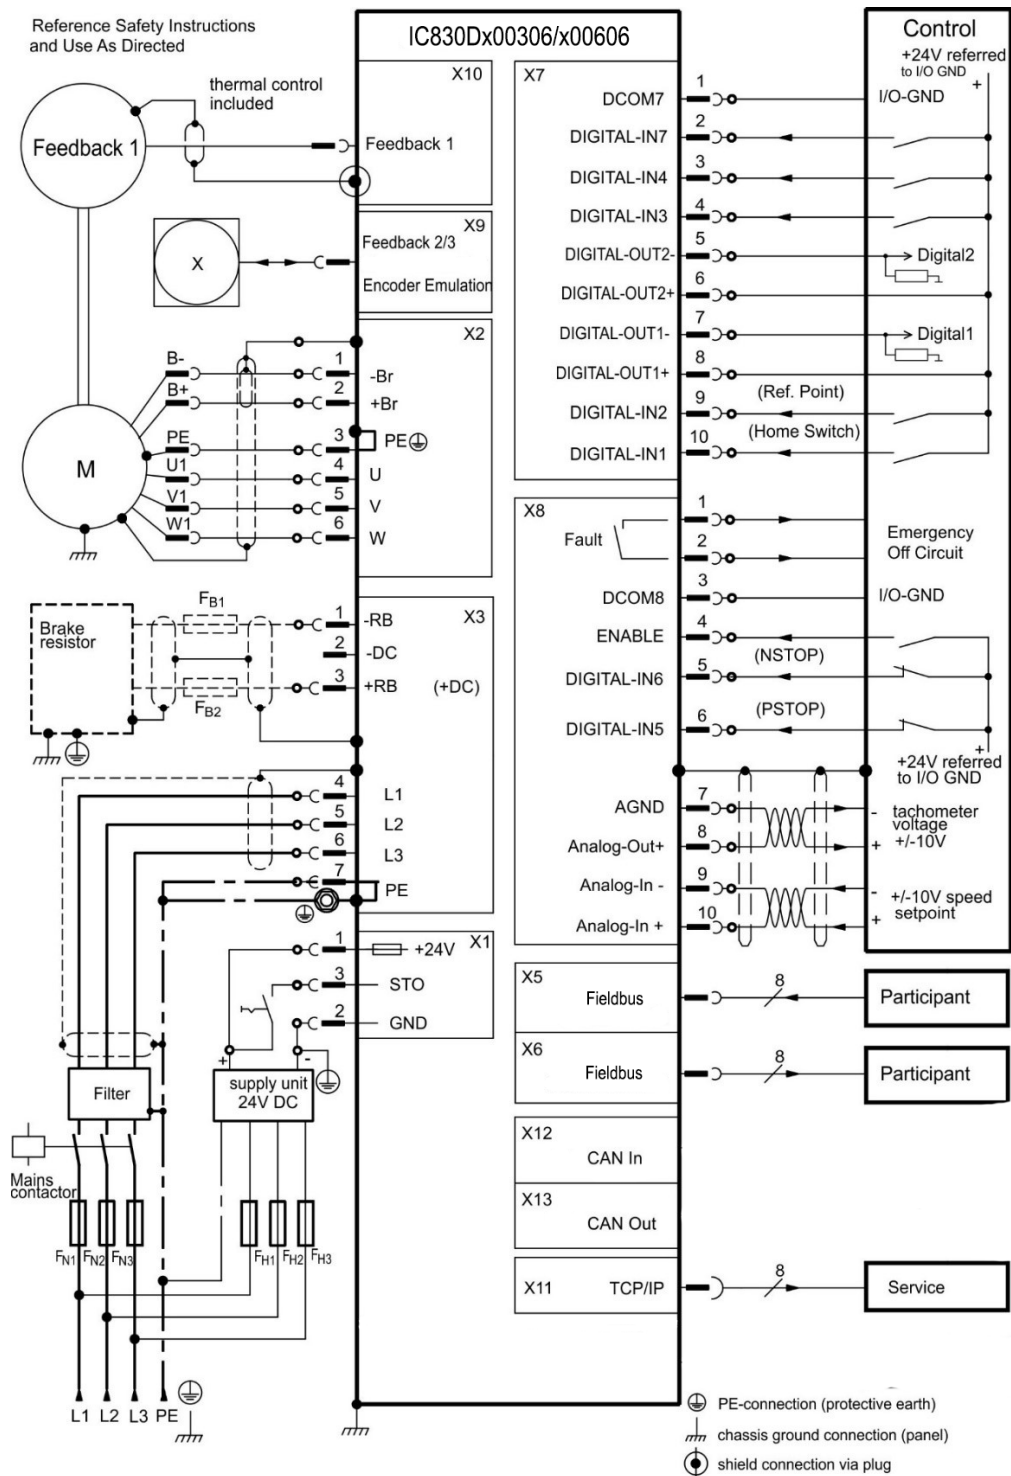 Reference Safety Instructions
and Use As Directed
IC830Dx00306/x00606
Control
+24V referred
to I/O GND
+
thermal control
included
Feedback 1
X10
Feedback 1
X9
Feedback 2/3
Encoder Emulation
X
X2
B-
1
-Br
B+
2
+Br
PE
3
PE
U1
4
U
V1
5
V
W1
6
W
M
X3
Brake
resistor
FB1
1
-RB
2
-DC
3
+RB
(+DC)
FB2
4
L1
5
L2
6
L3
7
PE
X1
1
+24V
3
STO
2
GND
+
-
supply unit
24V DC
Filter
Mains
contactor
FN1
FN2
FN3
FH1
FH2
FH3
L1
L2
L3
PE
X7
1
DCOM7
I/O-GND
2
DIGITAL-IN7
3
DIGITAL-IN4
4
DIGITAL-IN3
5
DIGITAL-OUT2-
Digital2
6
DIGITAL-OUT2+
7
DIGITAL-OUT1-
Digital1
8
DIGITAL-OUT1+
9
(Ref. Point)
DIGITAL-IN2
10
(Home Switch)
DIGITAL-IN1
X8
Fault
1
2
Emergency
Off Circuit
3
DCOM8
I/O-GND
4
ENABLE
(NSTOP)
5
DIGITAL-IN6
(PSTOP)
6
DIGITAL-IN5
+
+24V referred
to I/O GND
7
AGND
-
tachometer
voltage
+/-10V
8
Analog-Out+
+
9
Analog-In -
-
+/-10V speed
setpoint
10
Analog-In +
+
X5
Fieldbus
8
Participant
X6
Fieldbus
8
Participant
X12
CAN In
X13
CAN Out
X11
TCP/IP
8
Service
PE-connection (protective earth)
chassis ground connection (panel)
shield connection via plug